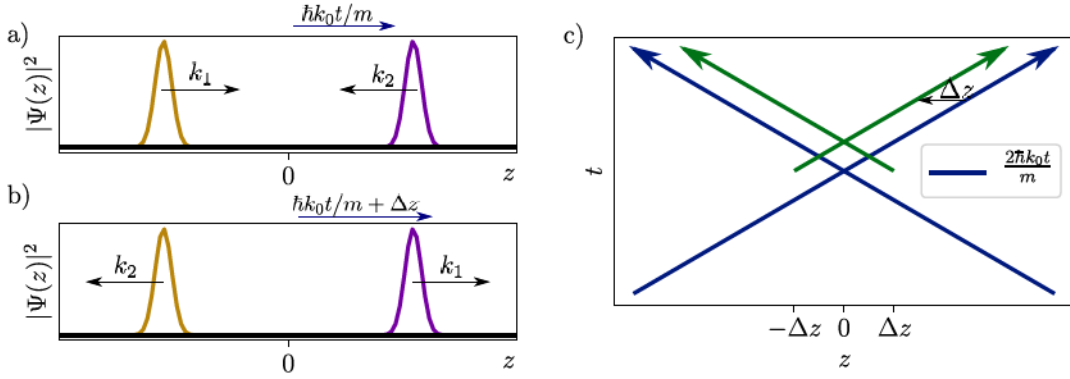 a)
ħk₀t/m
|Ψ(z)|²
k₁
k₂
0
z
b)
ħk₀t/m + Δz
|Ψ(z)|²
k₂
k₁
0
z
c)
t
Δz
2ħk₀t
m
−Δz 0 Δz
z